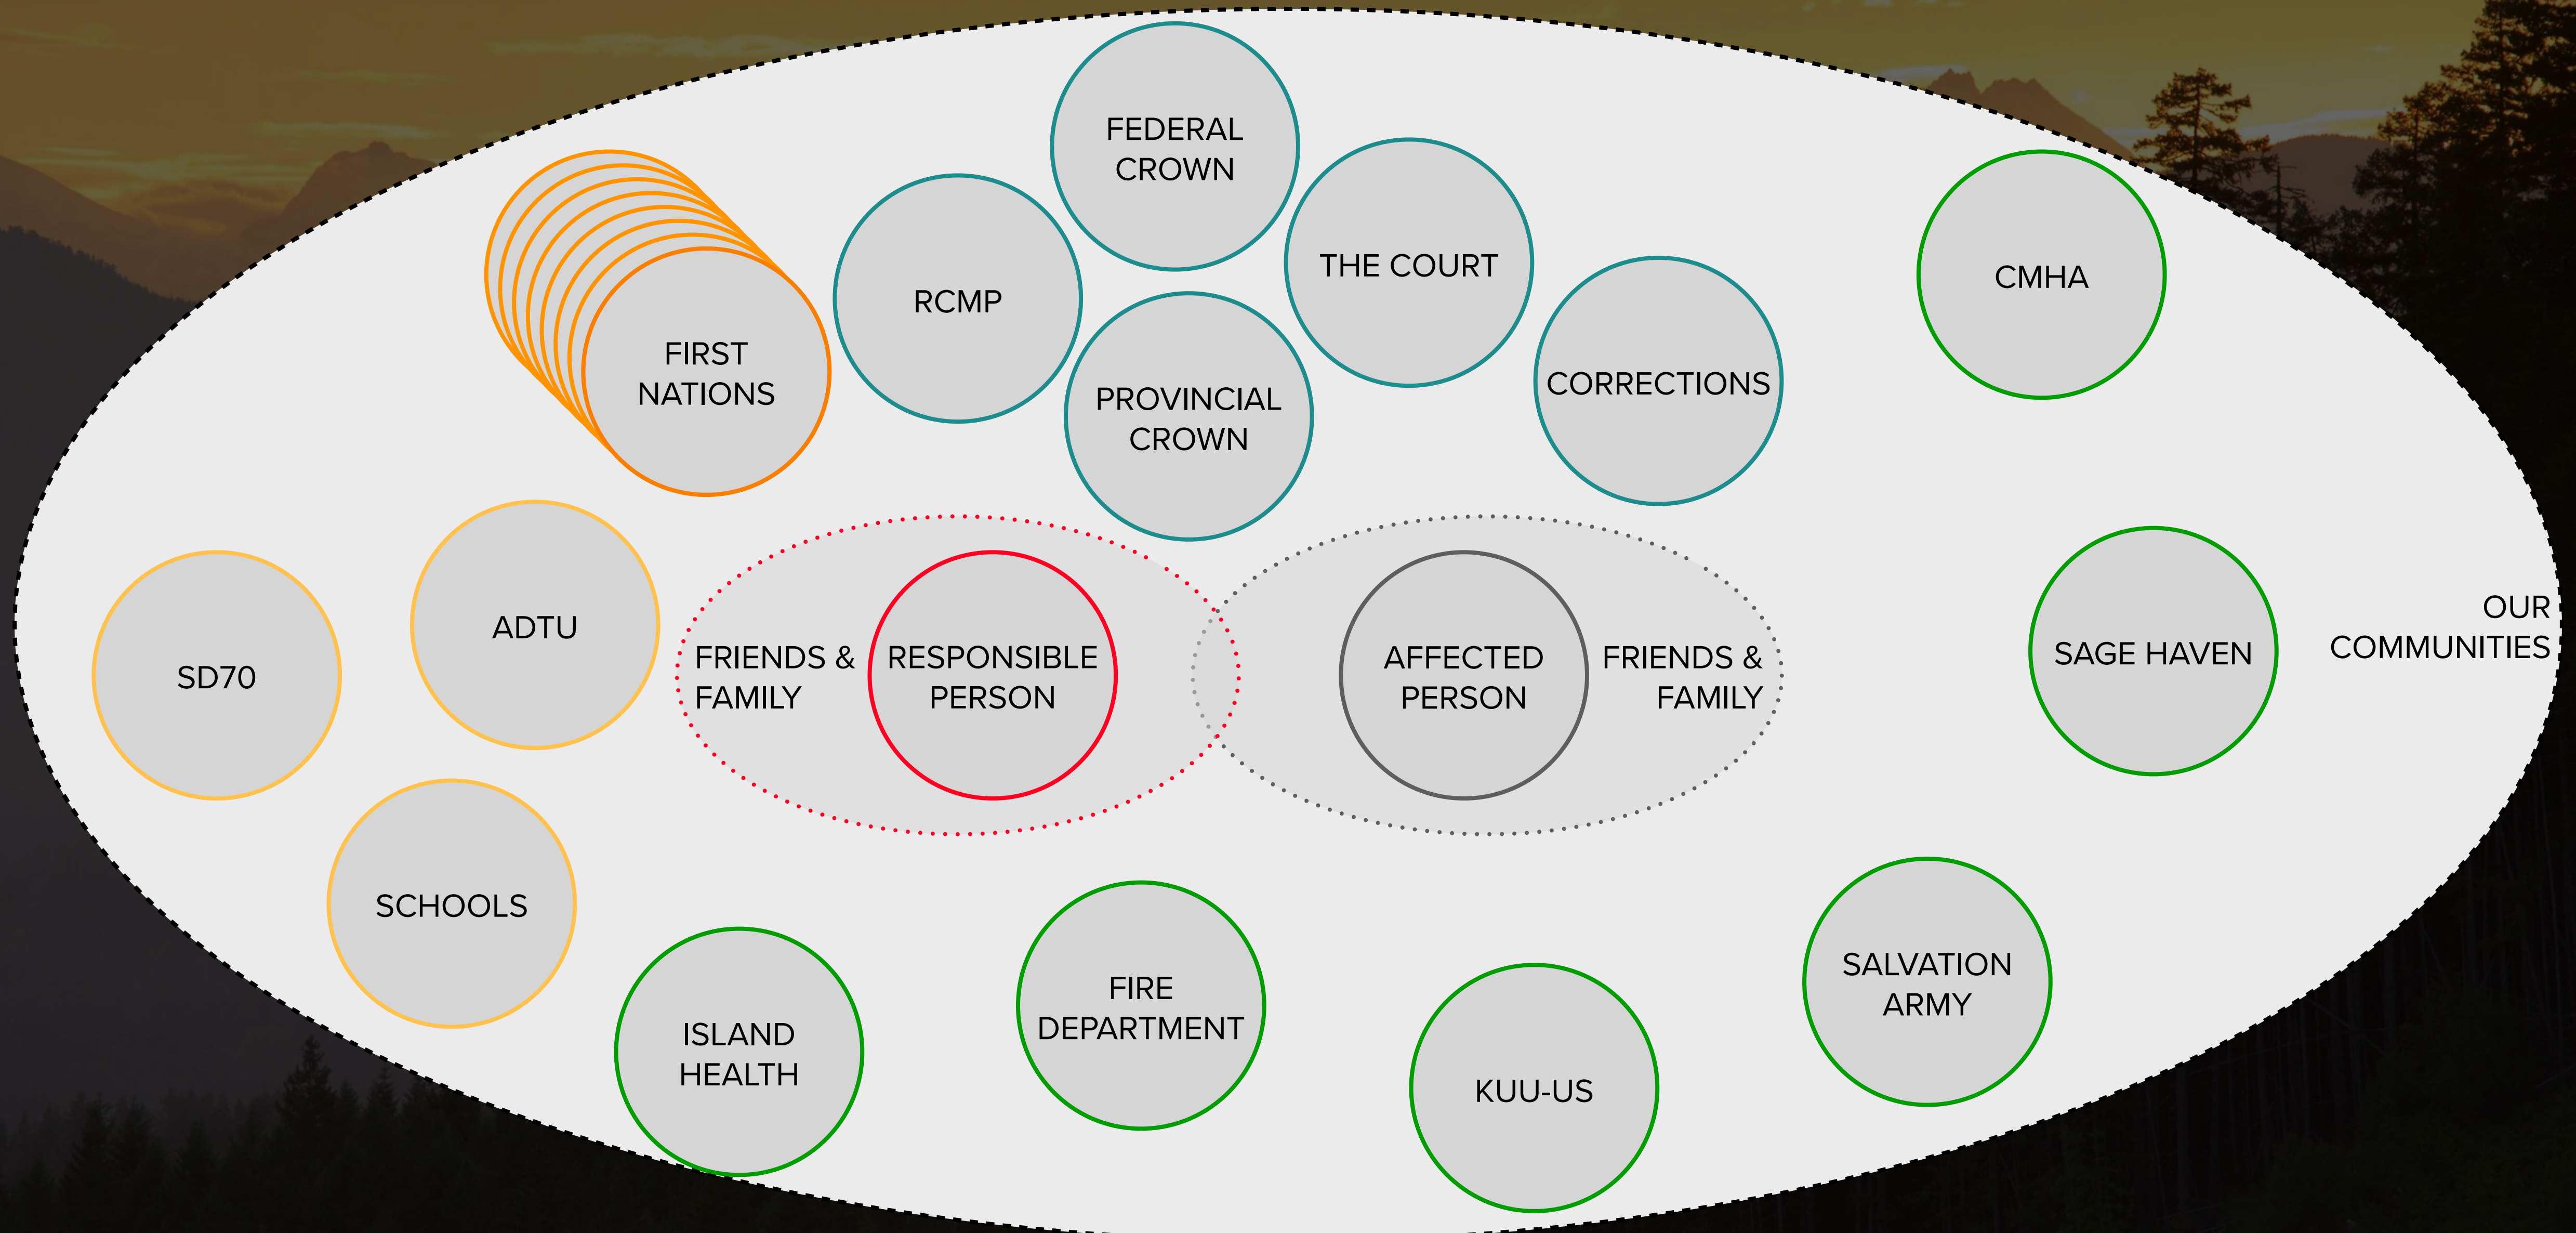 FEDERAL
CROWN
THE COURT
RCMP
CMHA
FIRST
NATIONS
PROVINCIAL
CROWN
CORRECTIONS
ADTU
SD70
FRIENDS &
FAMILY
RESPONSIBLE
PERSON
AFFECTED
PERSON
FRIENDS &
FAMILY
SAGE HAVEN
OUR
COMMUNITIES
SCHOOLS
ISLAND
HEALTH
FIRE
DEPARTMENT
KUU-US
SALVATION
ARMY